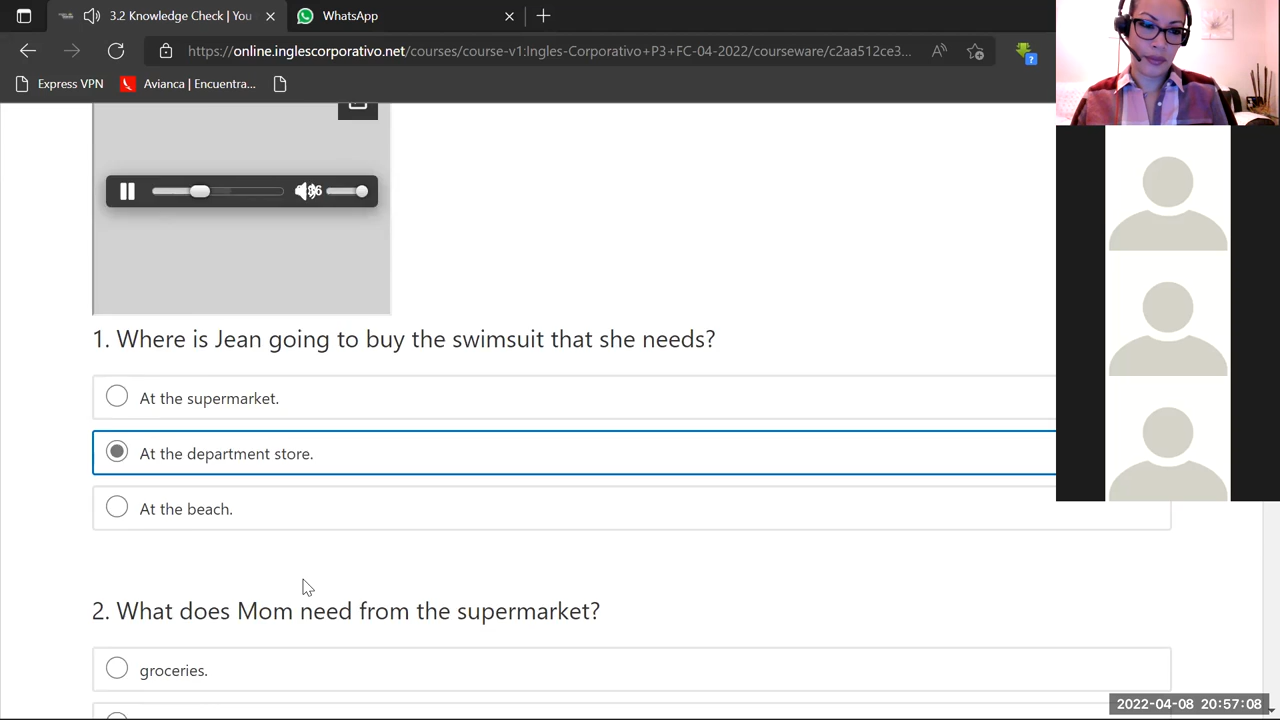 3.2 Knowledge Check | You
WhatsApp
https://online.inglescorporativo.net/courses/course-v1:Ingles-Corporativo+P3+FC-04-2022/courseware/c2aa512ce3...
Express VPN
Avianca | Encuentra...
1. Where is Jean going to buy the swimsuit that she needs?
At the supermarket.
At the department store.
At the beach.
2. What does Mom need from the supermarket?
groceries.
2022-04-08 20:57:08